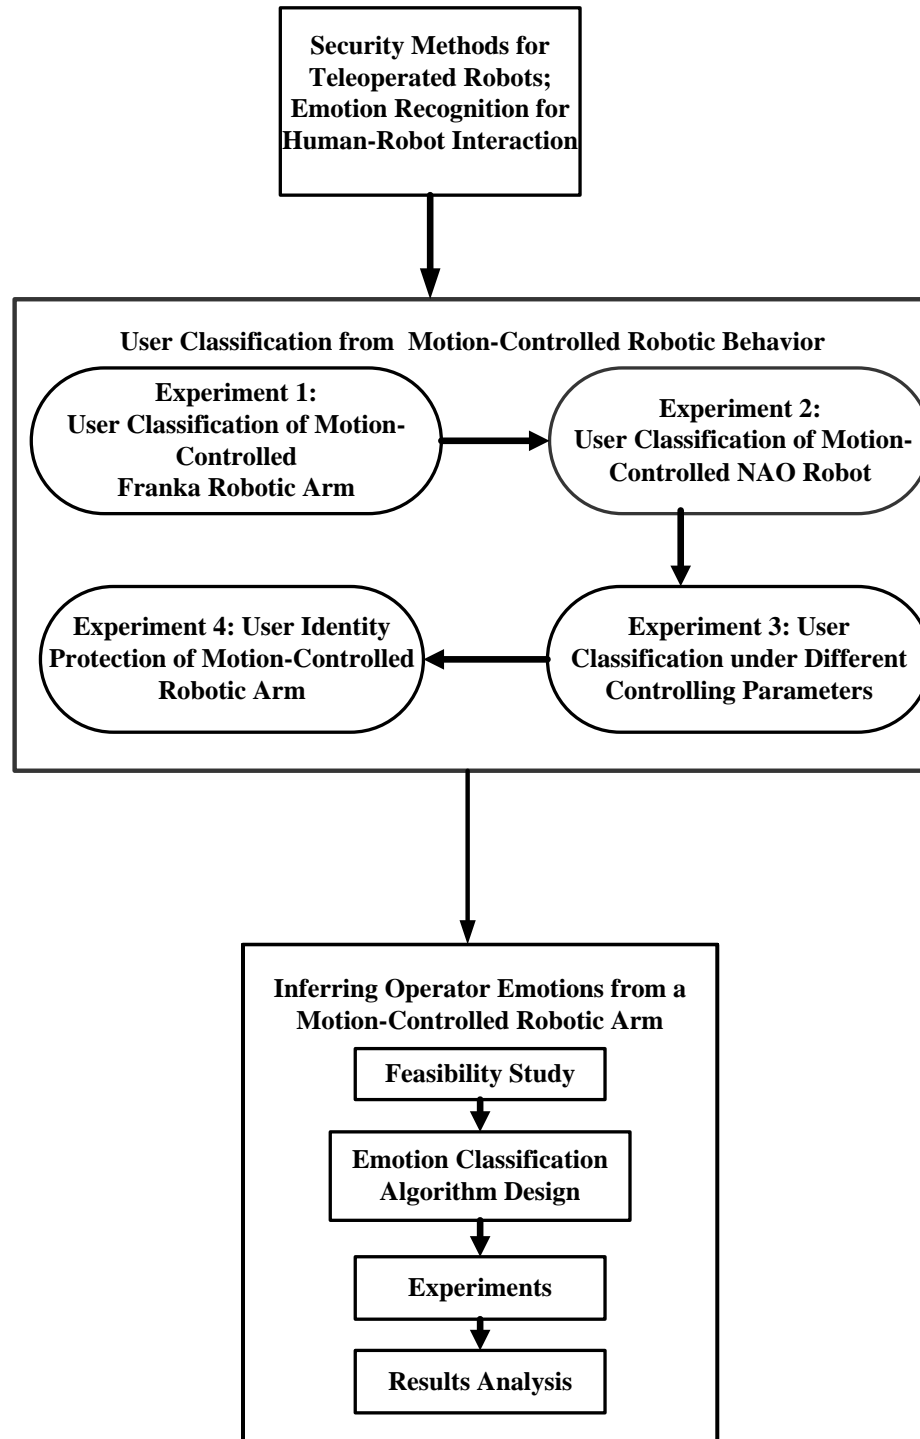 Security Methods for
Teleoperated Robots;
Emotion Recognition for
Human-Robot Interaction
User Classification from Motion-Controlled Robotic Behavior
Experiment 1:
User Classification of Motion-
Controlled
Franka Robotic Arm
Experiment 2:
User Classification of Motion-
Controlled NAO Robot
Experiment 3: User
Classification under Different
Controlling Parameters
Experiment 4: User Identity
Protection of Motion-Controlled
Robotic Arm
Inferring Operator Emotions from a
Motion-Controlled Robotic Arm
Feasibility Study
Emotion Classification
Algorithm Design
Experiments
Results Analysis